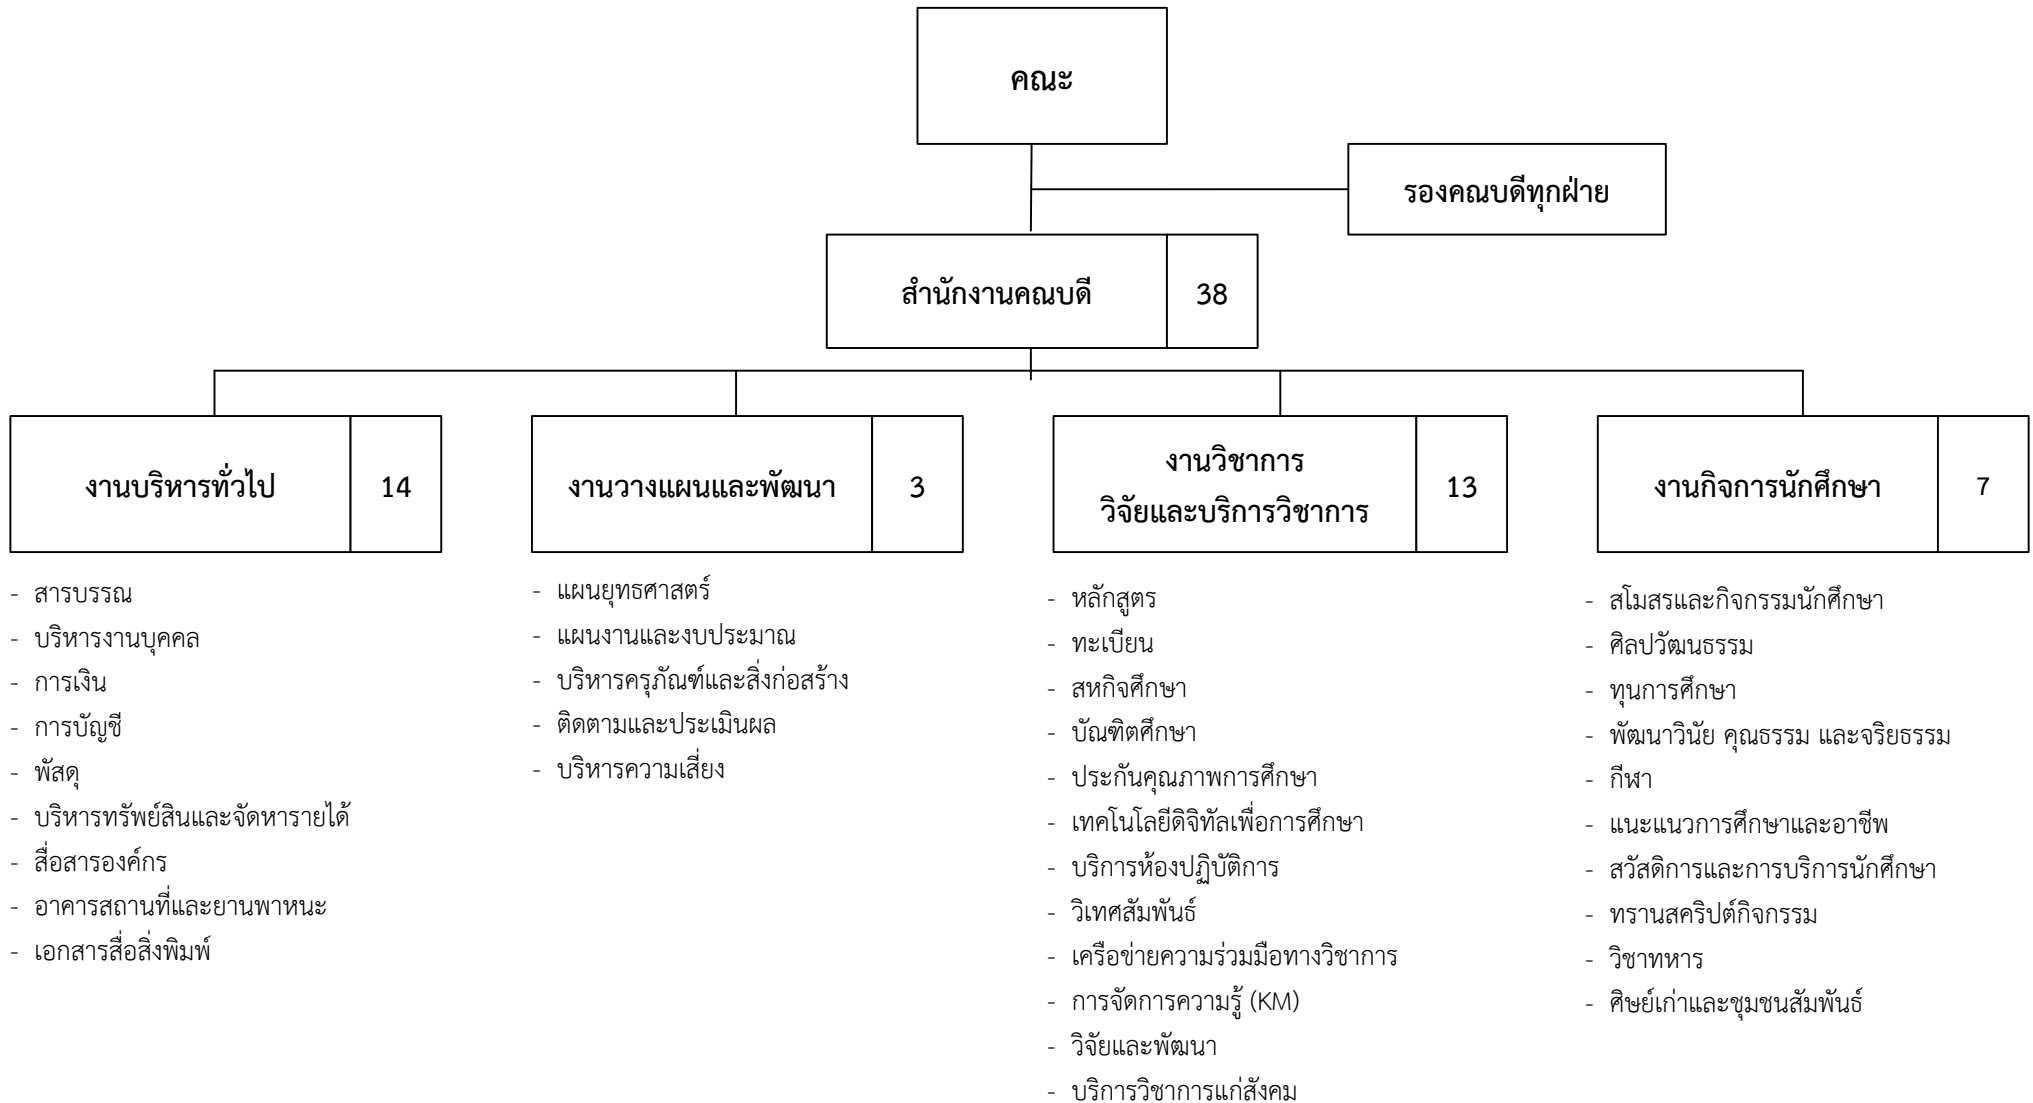 คณะ
รองคณบดีทุกฝ่าย
สำนักงานคณบดี 38
งานบริหารทั่วไป 14
- สารบรรณ
- บริหารงานบุคคล
- การเงิน
- การบัญชี
- พัสดุ
- บริหารทรัพย์สินและจัดหารายได้
- สื่อสารองค์กร
- อาคารสถานที่และยานพาหนะ
- เอกสารสื่อสิ่งพิมพ์
งานวางแผนและพัฒนา 3
- แผนยุทธศาสตร์
- แผนงานและงบประมาณ
- บริหารครุภัณฑ์และสิ่งก่อสร้าง
- ติดตามและประเมินผล
- บริหารความเสี่ยง
งานวิชาการ
วิจัยและบริการวิชาการ 13
- หลักสูตร
- ทะเบียน
- สหกิจศึกษา
- บัณฑิตศึกษา
- ประกันคุณภาพการศึกษา
- เทคโนโลยีดิจิทัลเพื่อการศึกษา
- บริการห้องปฏิบัติการ
- วิเทศสัมพันธ์
- เครือข่ายความร่วมมือทางวิชาการ
- การจัดการความรู้ (KM)
- วิจัยและพัฒนา
- บริการวิชาการแก่สังคม
งานกิจการนักศึกษา 7
- สโมสรและกิจกรรมนักศึกษา
- ศิลปวัฒนธรรม
- ทุนการศึกษา
- พัฒนาวินัย คุณธรรม และจริยธรรม
- กีฬา
- แนะแนวการศึกษาและอาชีพ
- สวัสดิการและการบริการนักศึกษา
- ทรานสคริปต์กิจกรรม
- วิชาทหาร
- ศิษย์เก่าและชุมชนสัมพันธ์